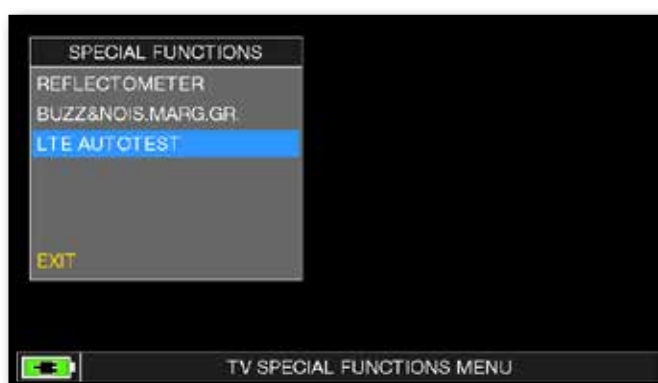 SPECIAL FUNCTIONS
REFLECTOMETER
BUZZ&NOIS.MARG.GR.
LTE AUTOTEST
EXIT
TV SPECIAL FUNCTIONS MENU